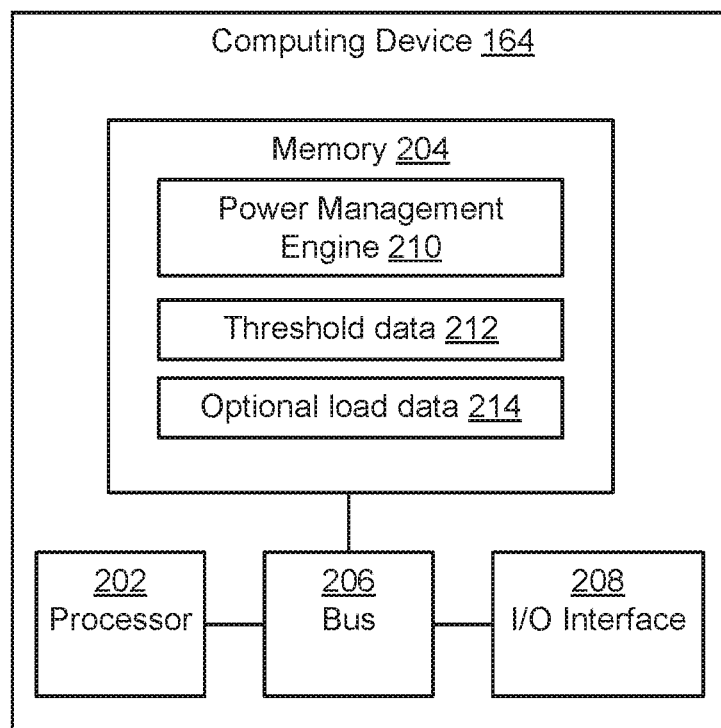 Computing Device 164
Memory 204
Power Management
Engine 210
Threshold data 212
Optional load data 214
202
Processor
206
Bus
208
I/O Interface